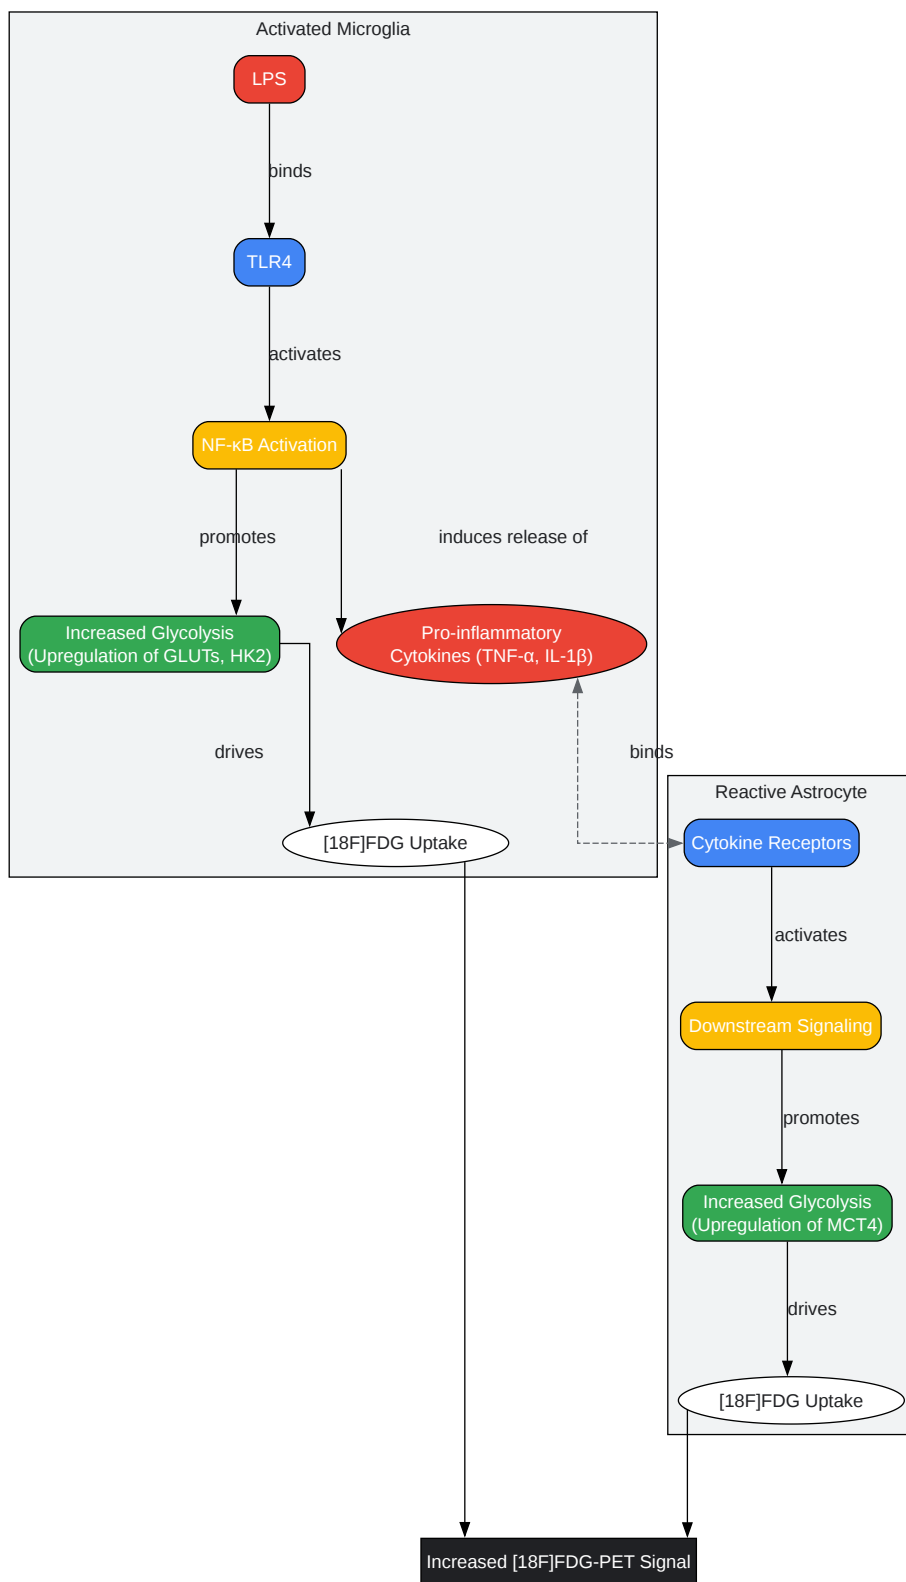 Activated Microglia
LPS
binds
TLR4
activates
NF-κB Activation
promotes
induces release of
Increased Glycolysis
(Upregulation of GLUTs, HK2)
Pro-inflammatory
Cytokines (TNF-α, IL-1β)
drives
binds
[18F]FDG Uptake
Reactive Astrocyte
Cytokine Receptors
activates
Downstream Signaling
promotes
Increased Glycolysis
(Upregulation of MCT4)
drives
[18F]FDG Uptake
Increased [18F]FDG-PET Signal